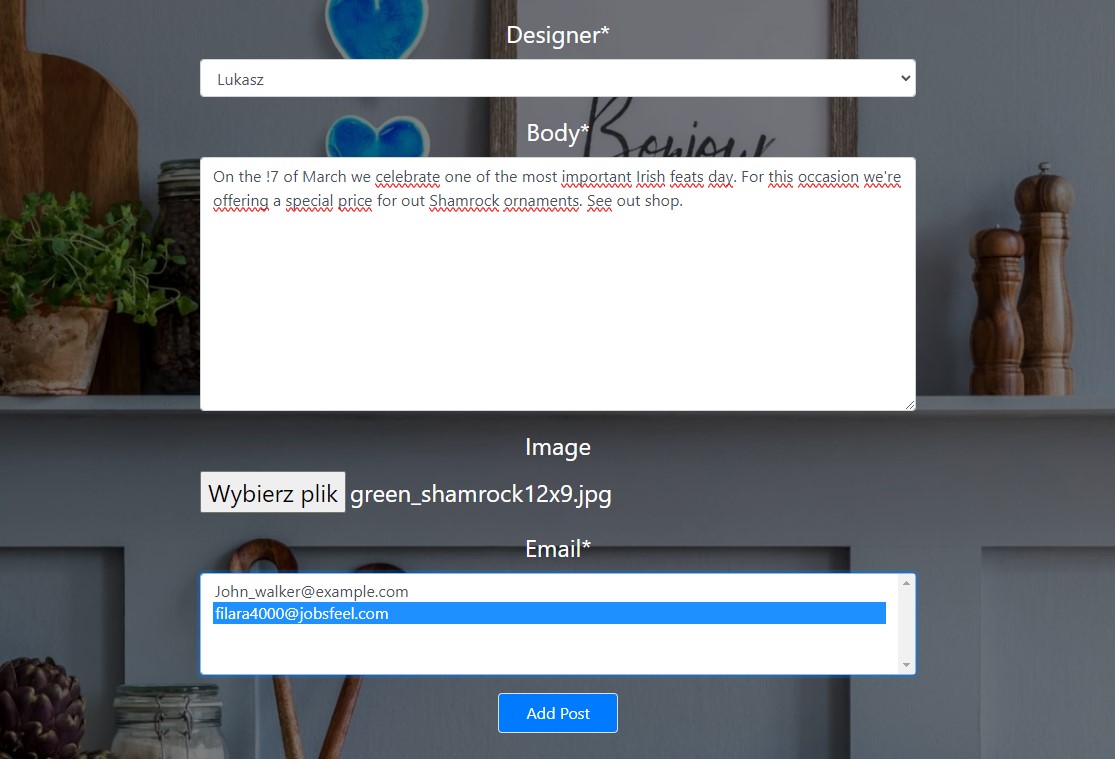 Designer*
Lukasz
Body*
Bonjour
On the !7 of March we celebrate one of the most important Irish feats day. For this occasion we're
offering a special price for out Shamrock ornaments. See out shop.
Image
Wybierz plik green_shamrock12x9.jpg
Email*
John_walker@example.com
filara4000@jobsfeel.com
Add Post